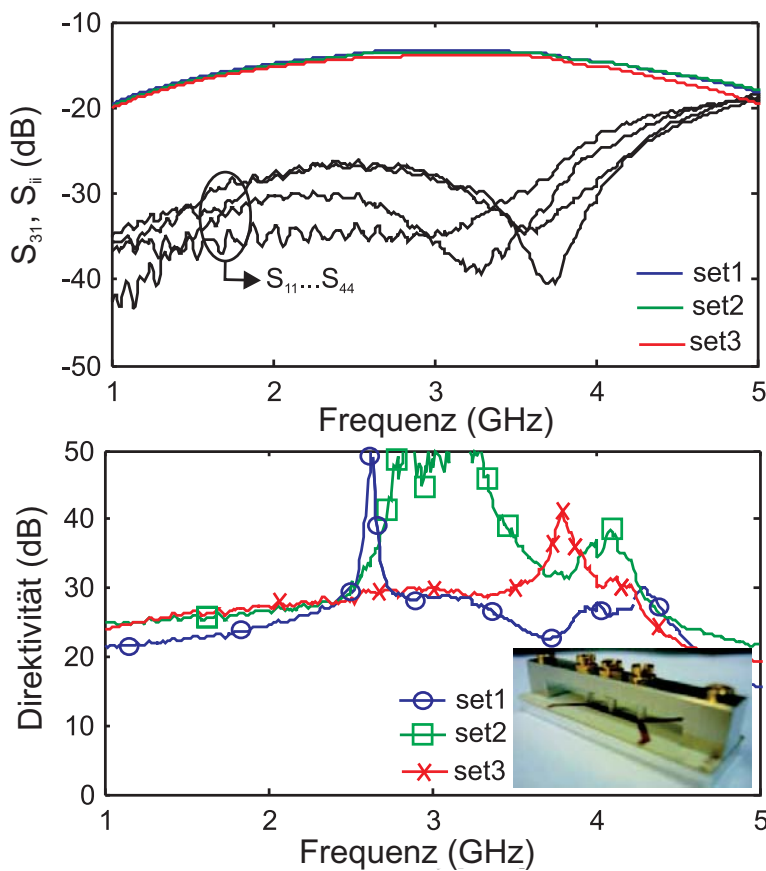 -10
-20
-30
-40
-50
S31, Sii (dB)
S11...S44
set1
set2
set3
1
2
3
4
5
Frequenz (GHz)
50
40
30
20
10
0
Direktivität (dB)
set1
set2
set3
1
2
3
4
5
Frequenz (GHz)